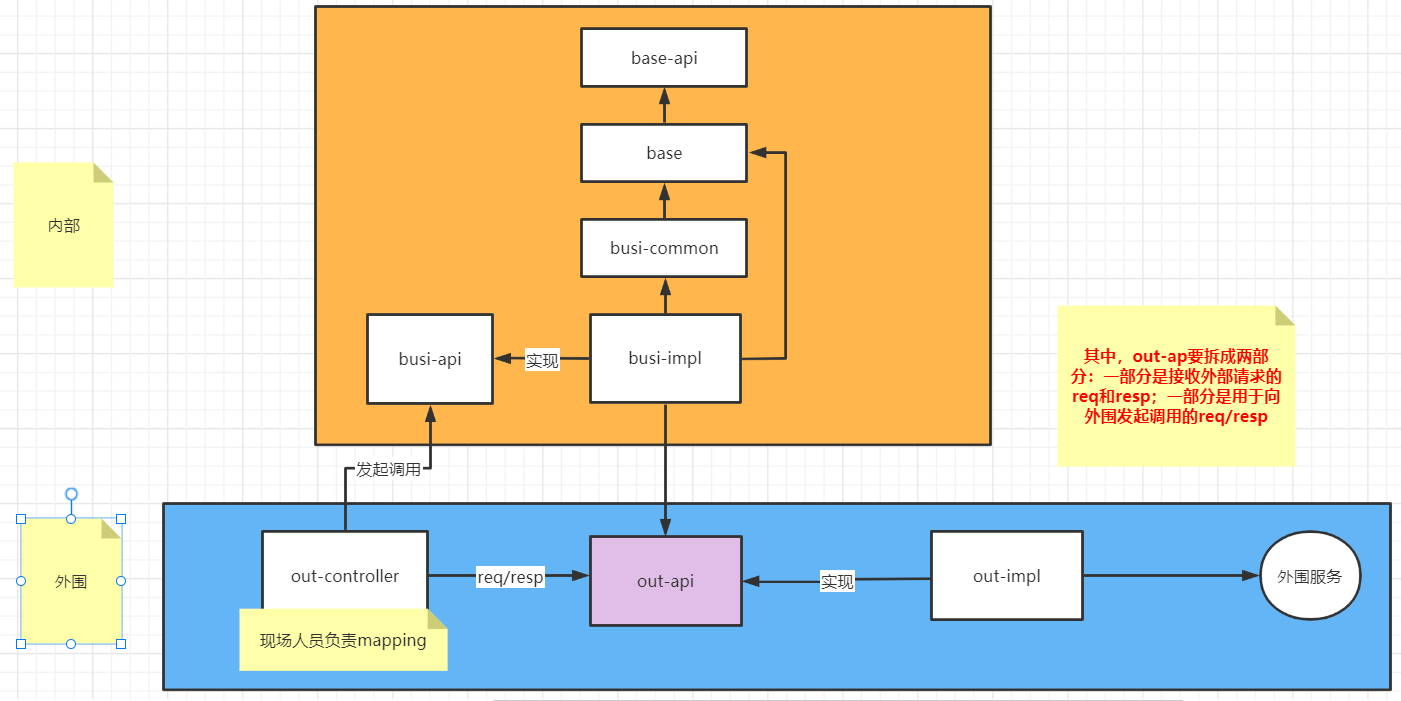 base-api
base
内部
busi-common
busi-api
实现
busi-impl
其中，out-ap要拆成两部
分：一部分是接收外部请求的
req和resp；一部分是用于向
外围发起调用的req/resp
发起调用
外围
out-controller
req/resp
out-api
实现
out-impl
外围服务
现场人员负责mapping